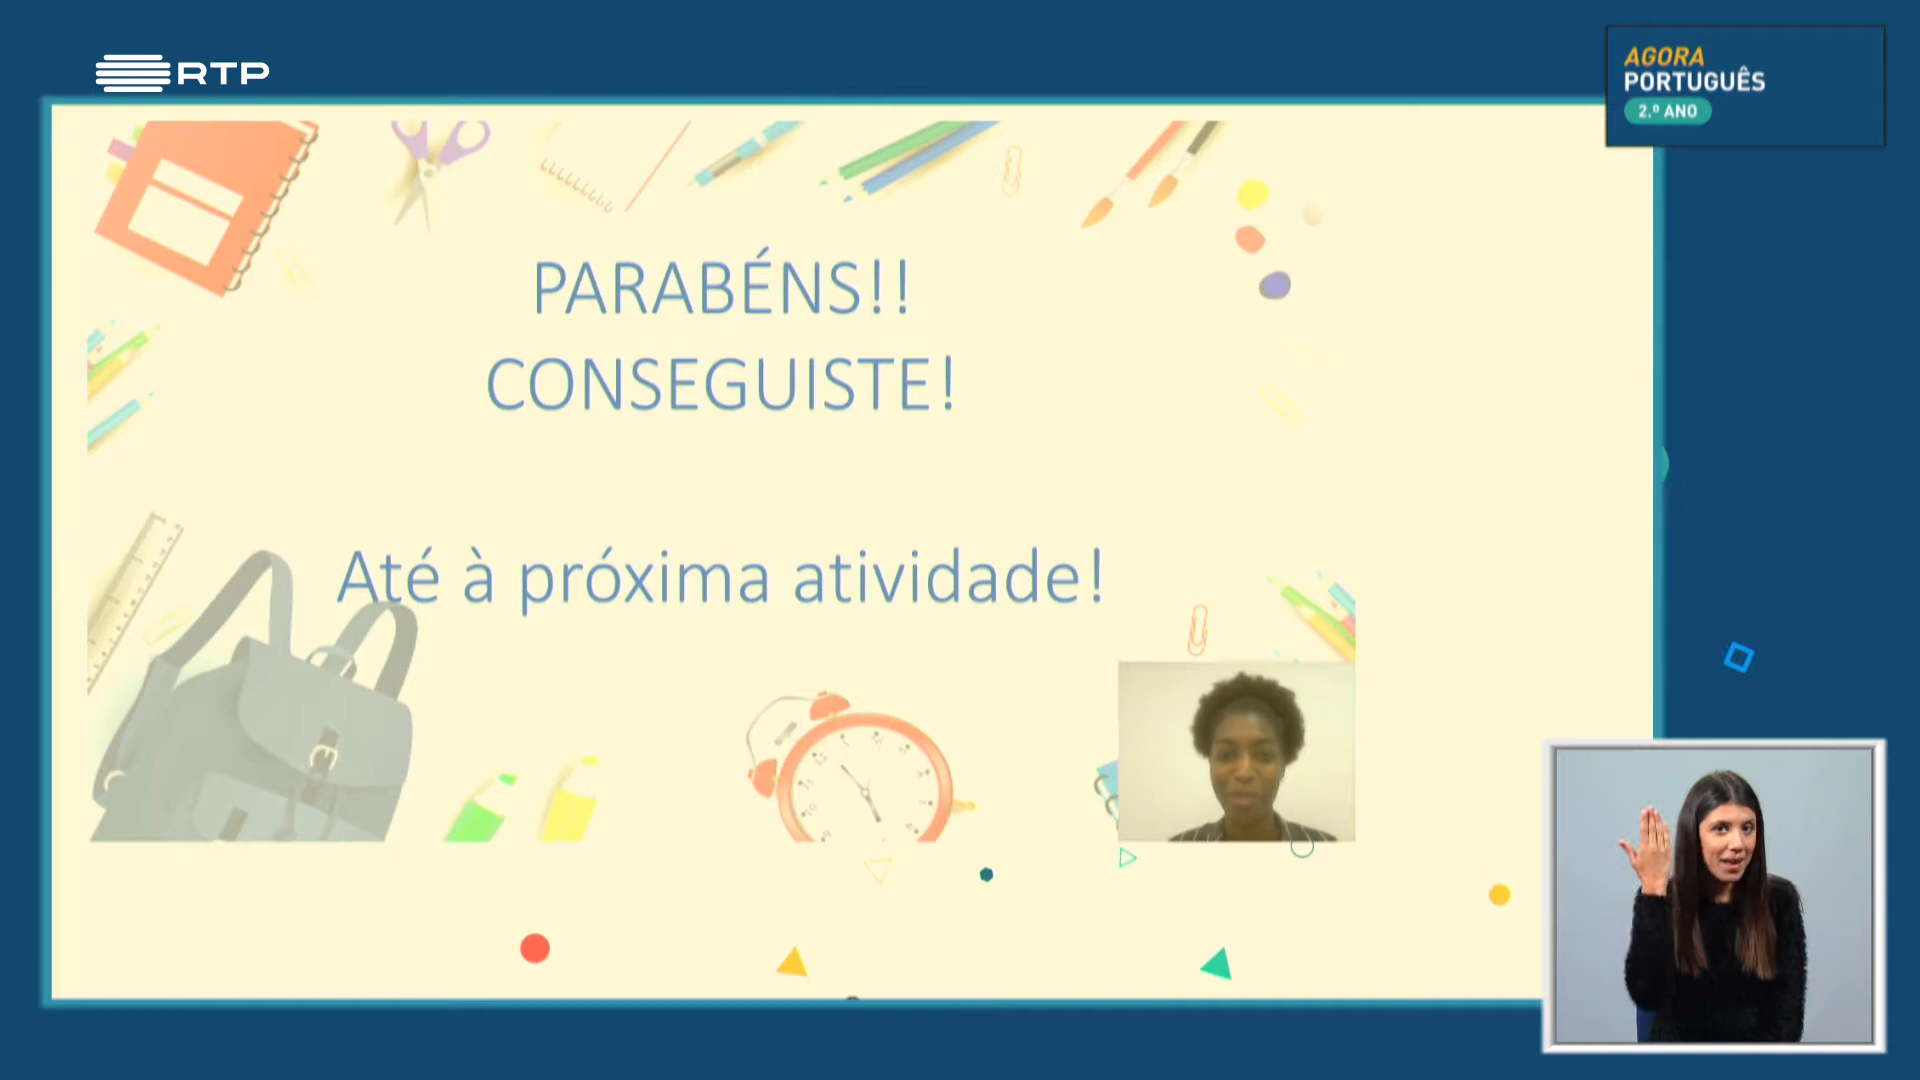 RTP
AGORA
PORTUGUÊS
2.º ANO
PARABÉNS!!
CONSEGUISTE!
Até à próxima atividade!